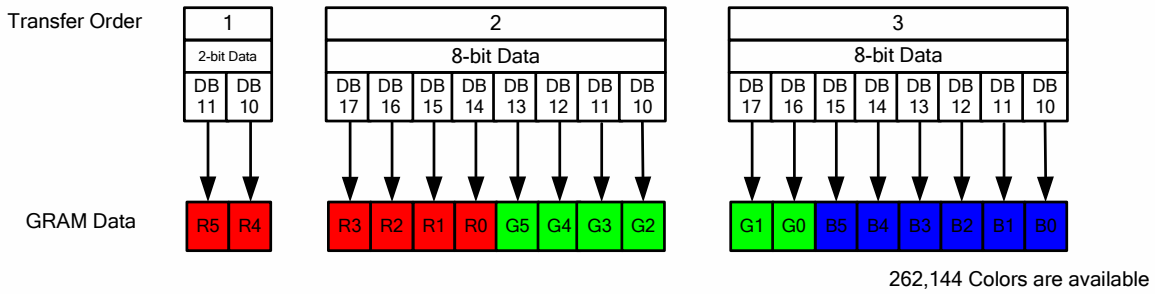 Transfer Order 1 2 3
2-bit Data 8-bit Data 8-bit Data
DB DB DB DB DB DB DB DB DB DB DB DB DB DB DB DB DB DB
11 10 17 16 15 14 13 12 11 10 17 16 15 14 13 12 11 10
GRAM Data R5 R4 R3 R2 R1 R0 G5 G4 G3 G2 G1 G0 B5 B4 B3 B2 B1 B0
262,144 Colors are available